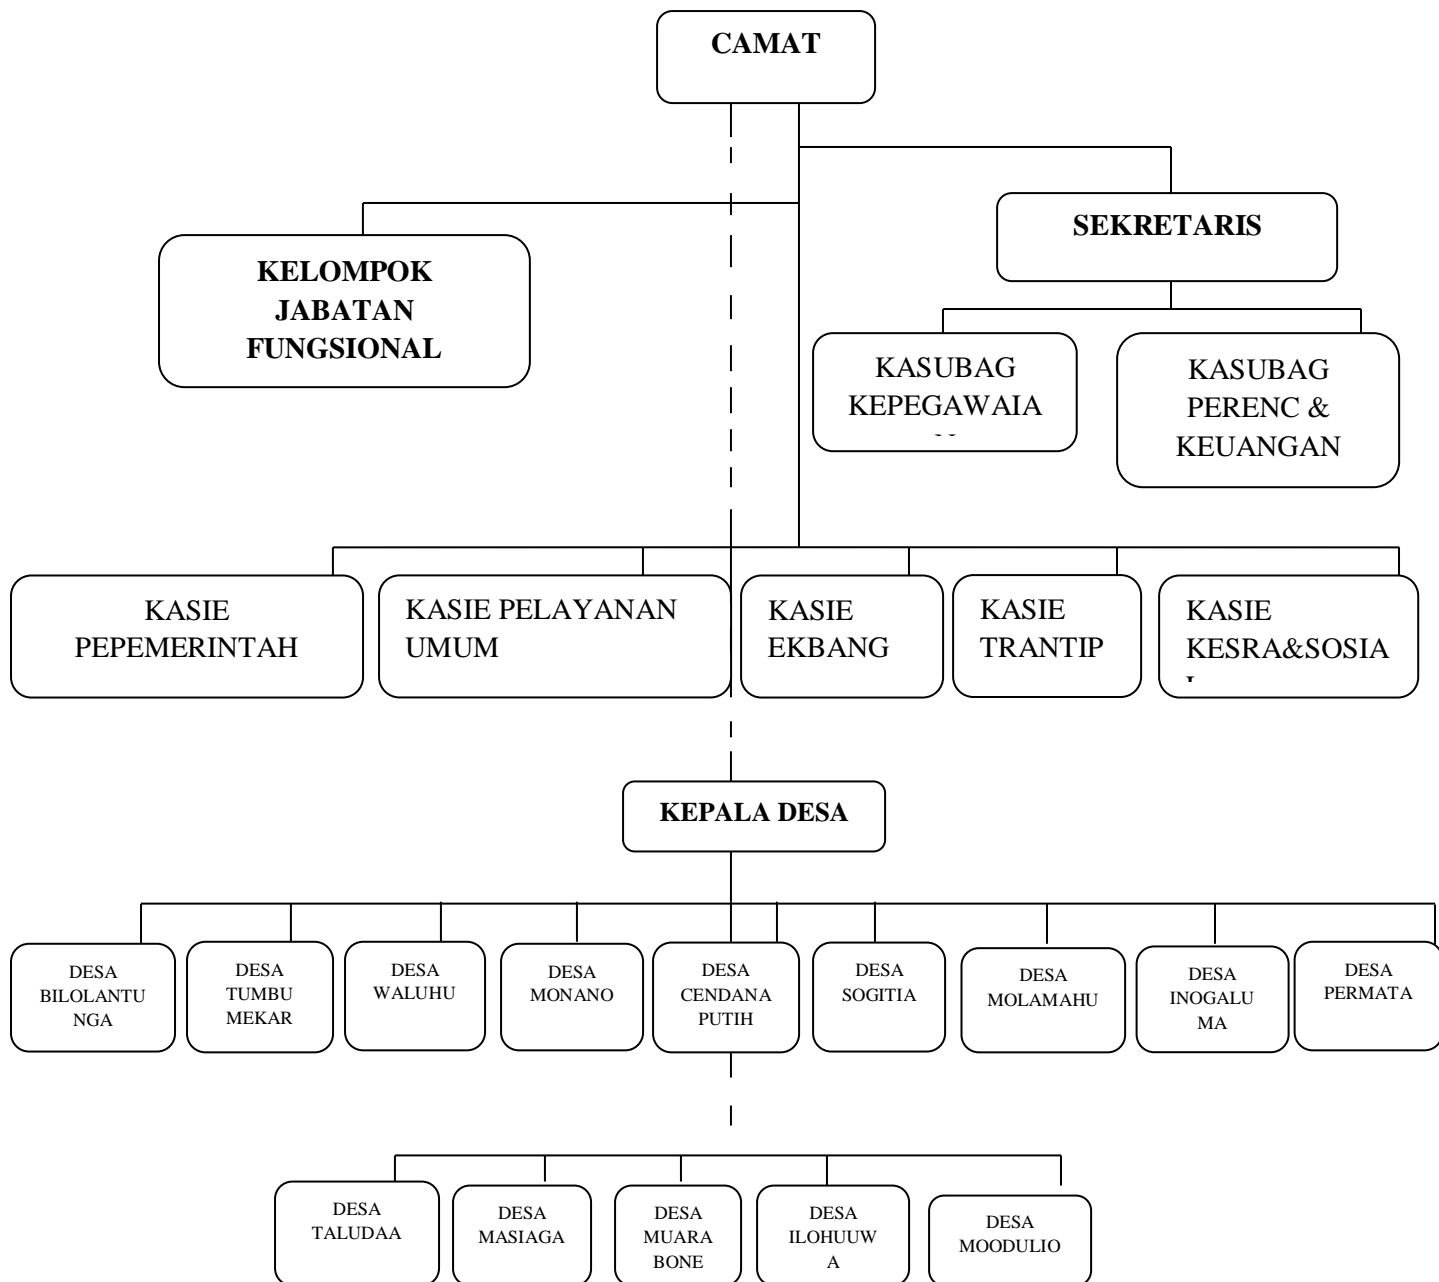 CAMAT
SEKRETARIS
KELOMPOK
JABATAN
FUNGSIONAL
KASUBAG
KEPEGAWAIA
N
KASUBAG
PERENC &
KEUANGAN
KASIE
PEPEMERINTAH
KASIE PELAYANAN
UMUM
KASIE
EKBANG
KASIE
TRANTIP
KASIE
KESRA&SOSIA
L
KEPALA DESA
DESA
BILOLANTU
NGA
DESA
TUMBU
MEKAR
DESA
WALUHU
DESA
MONANO
DESA
CENDANA
PUTIH
DESA
SOGITIA
DESA
MOLAMAHU
DESA
INOGALU
MA
DESA
PERMATA
DESA
TALUDAA
DESA
MASIAGA
DESA
MUARA
BONE
DESA
ILOHUUW
A
DESA
MOODULIO